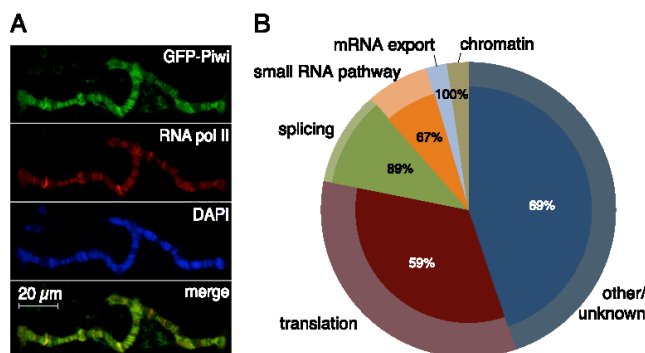 A
GFP-Piwi
RNA pol II
DAPI
20 µm
merge
B
mRNA export
chromatin
small RNA pathway
splicing
100%
67%
89%
69%
59%
translation
other/
unknown